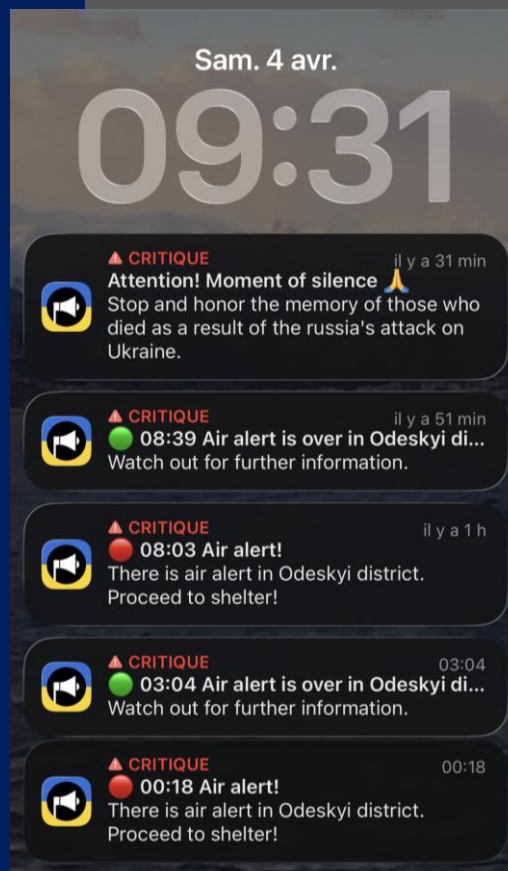 Sam. 4 avr.
09:31
CRITIQUE
il y a 31 min
Attention! Moment of silence 🙏
Stop and honor the memory of those who
died as a result of the russia's attack on
Ukraine.
CRITIQUE
il y a 51 min
🟢 08:39 Air alert is over in Odeskyi di...
Watch out for further information.
CRITIQUE
il y a 1 h
🔴 08:03 Air alert!
There is air alert in Odeskyi district.
Proceed to shelter!
CRITIQUE
03:04
🟢 03:04 Air alert is over in Odeskyi di...
Watch out for further information.
CRITIQUE
00:18
🔴 00:18 Air alert!
There is air alert in Odeskyi district.
Proceed to shelter!